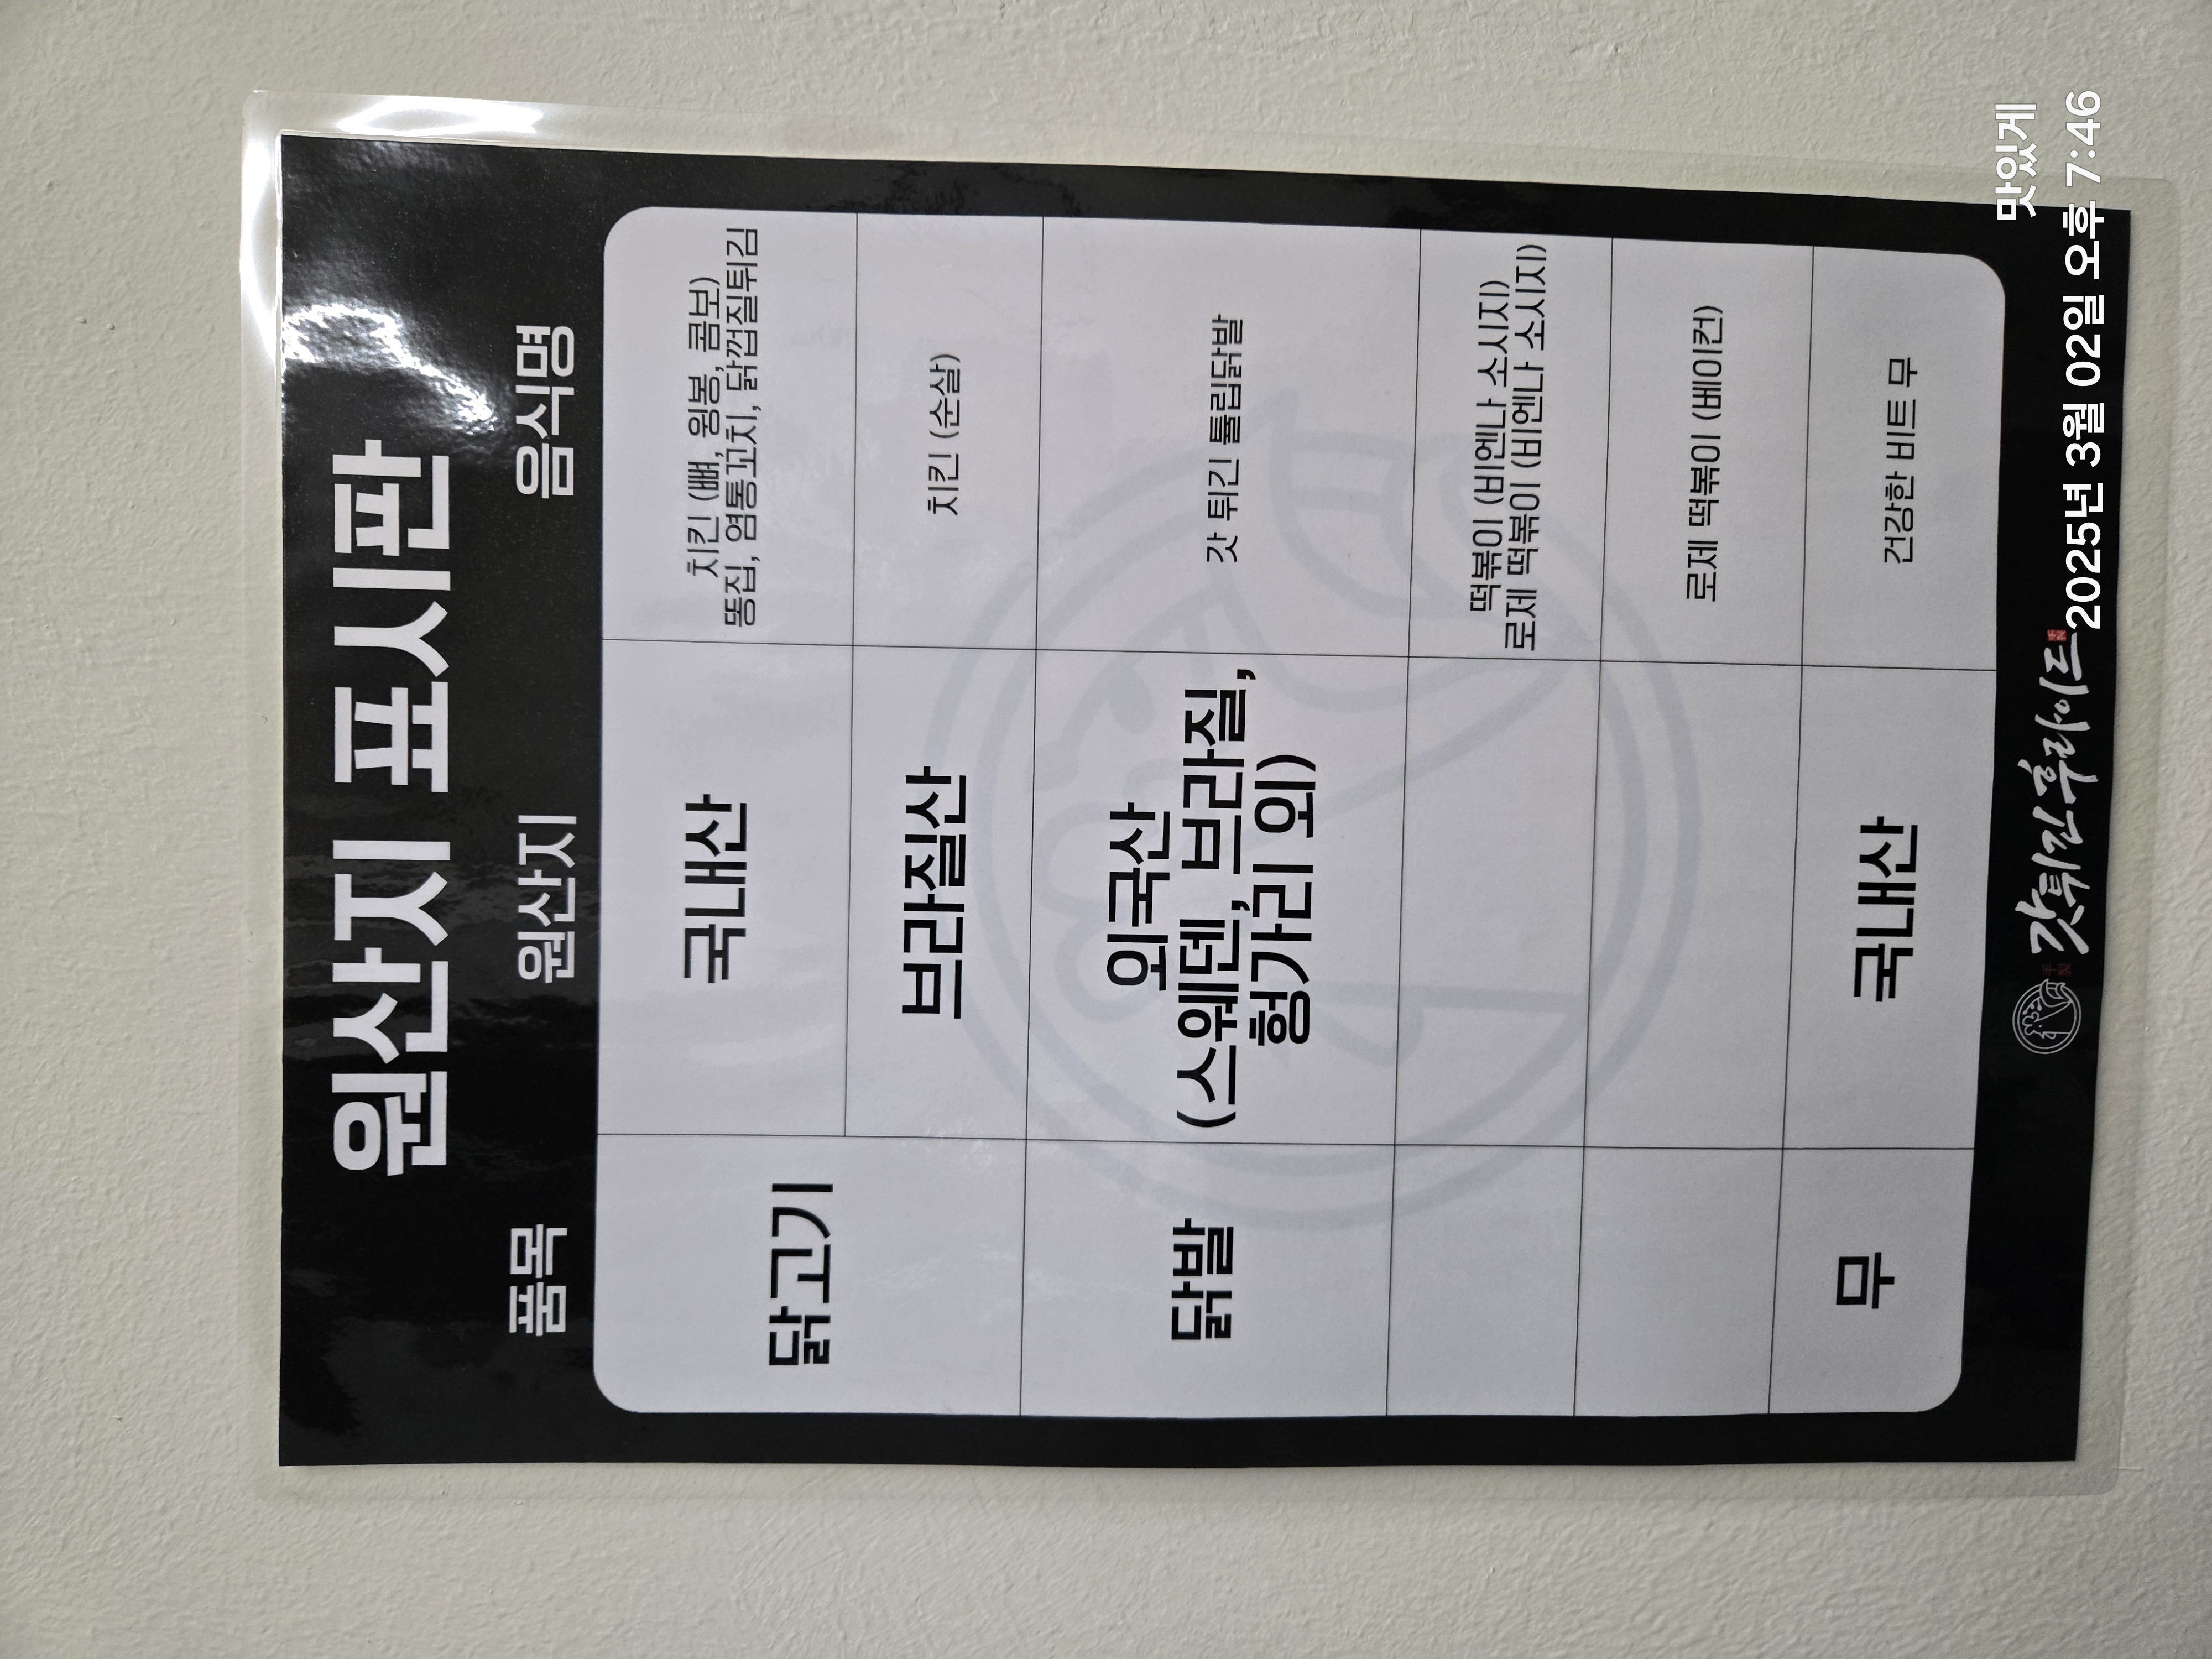 원산지 표시판
품목 원산지 음식명
닭고기
국내산
치킨 (뼈, 윙봉, 콤보)
똥집, 염통꼬치, 닭껍질튀김
브라질산
치킨 (순살)
닭발
외국산
(스웨덴, 브라질,
헝가리 외)
갓 튀긴 튤립닭발
떡볶이 (비엔나 소시지)
로제 떡볶이 (비엔나 소시지)
로제 떡볶이 (베이컨)
무
국내산
건강한 비트 무
갓튀긴후라이드
맛있게
2025년 3월 02일 오후 7:46